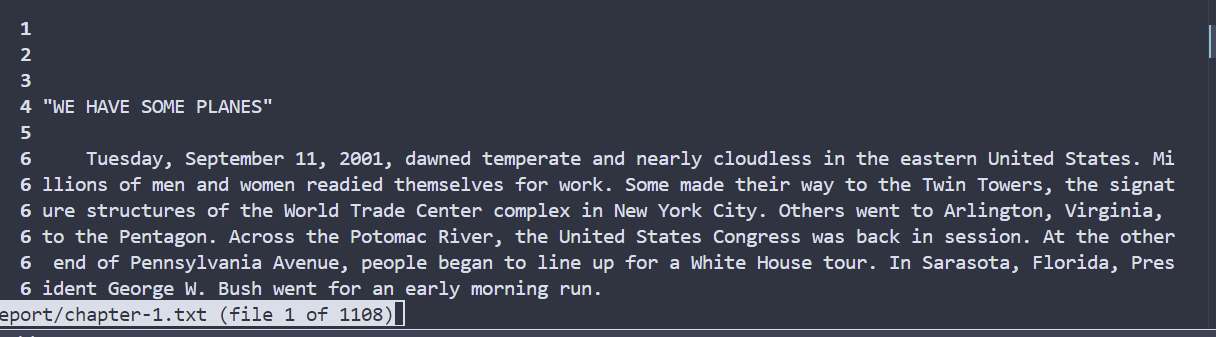 1
2
3
4 "WE HAVE SOME PLANES"
5
6     Tuesday, September 11, 2001, dawned temperate and nearly cloudless in the eastern United States. Mi
6 llions of men and women readied themselves for work. Some made their way to the Twin Towers, the signat
6 ure structures of the World Trade Center complex in New York City. Others went to Arlington, Virginia,
6 to the Pentagon. Across the Potomac River, the United States Congress was back in session. At the other
6  end of Pennsylvania Avenue, people began to line up for a White House tour. In Sarasota, Florida, Pres
6 ident George W. Bush went for an early morning run.
eport/chapter-1.txt (file 1 of 1108)